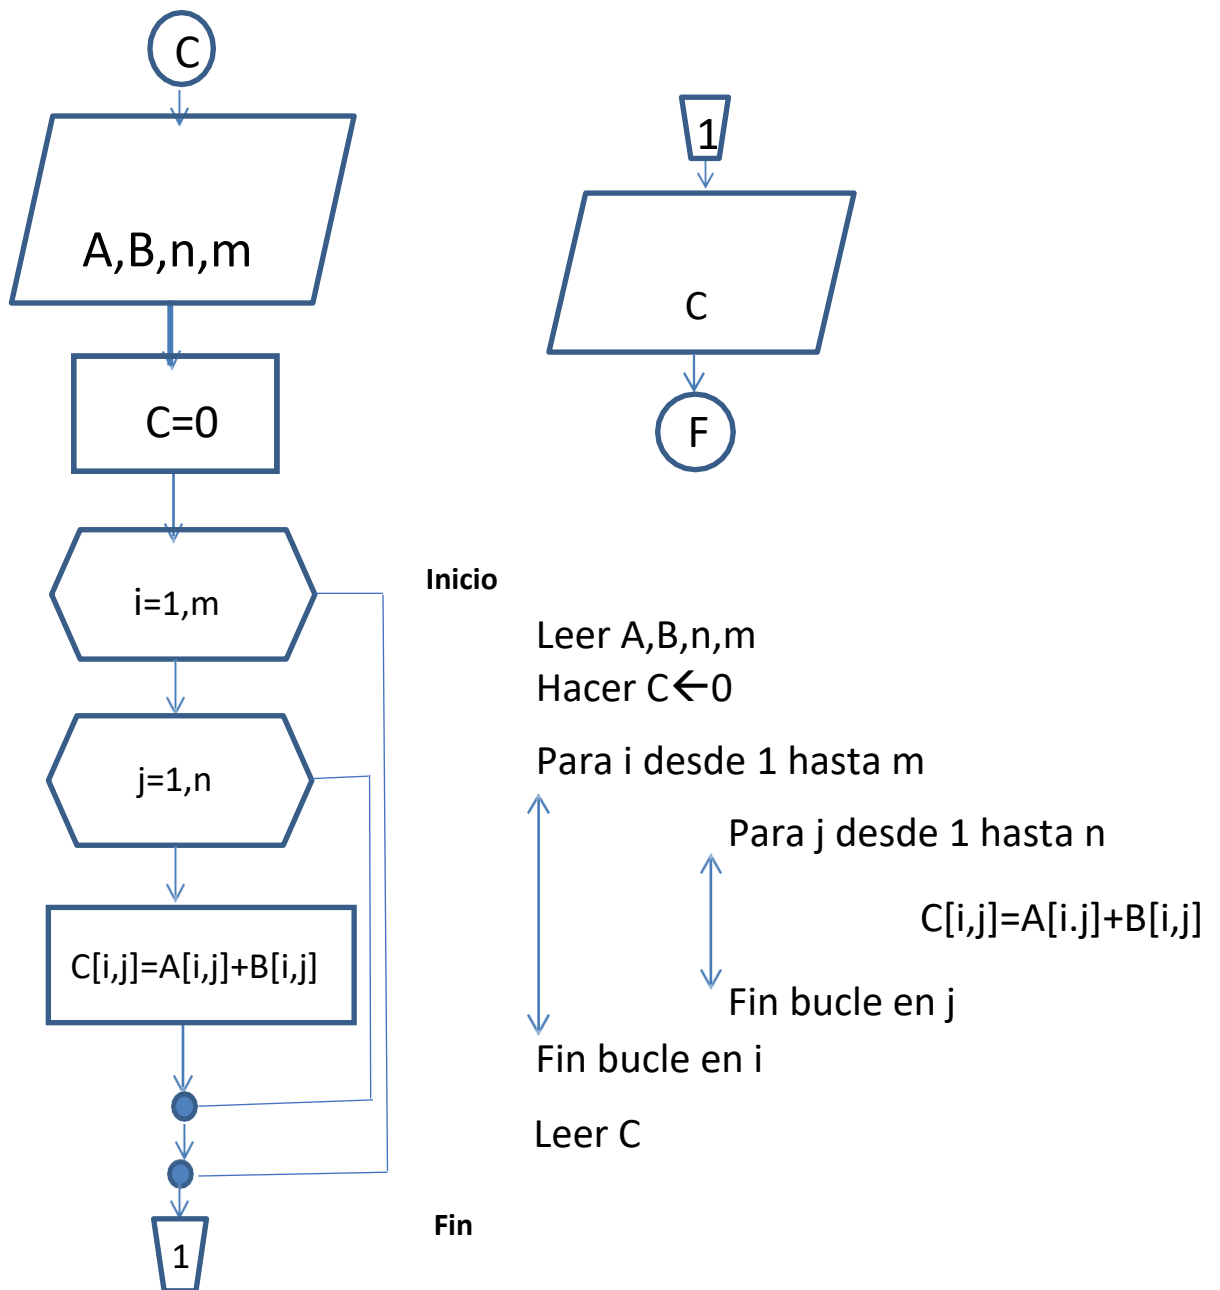 C
A,B,n,m
C=0
i=1,m
j=1,n
C[i,j]=A[i,j]+B[i,j]
1
1
C
F
Inicio
Leer A,B,n,m
Hacer C←0
Para i desde 1 hasta m
Para j desde 1 hasta n
C[i,j]=A[i.j]+B[i,j]
Fin bucle en j
Fin bucle en i
Leer C
Fin